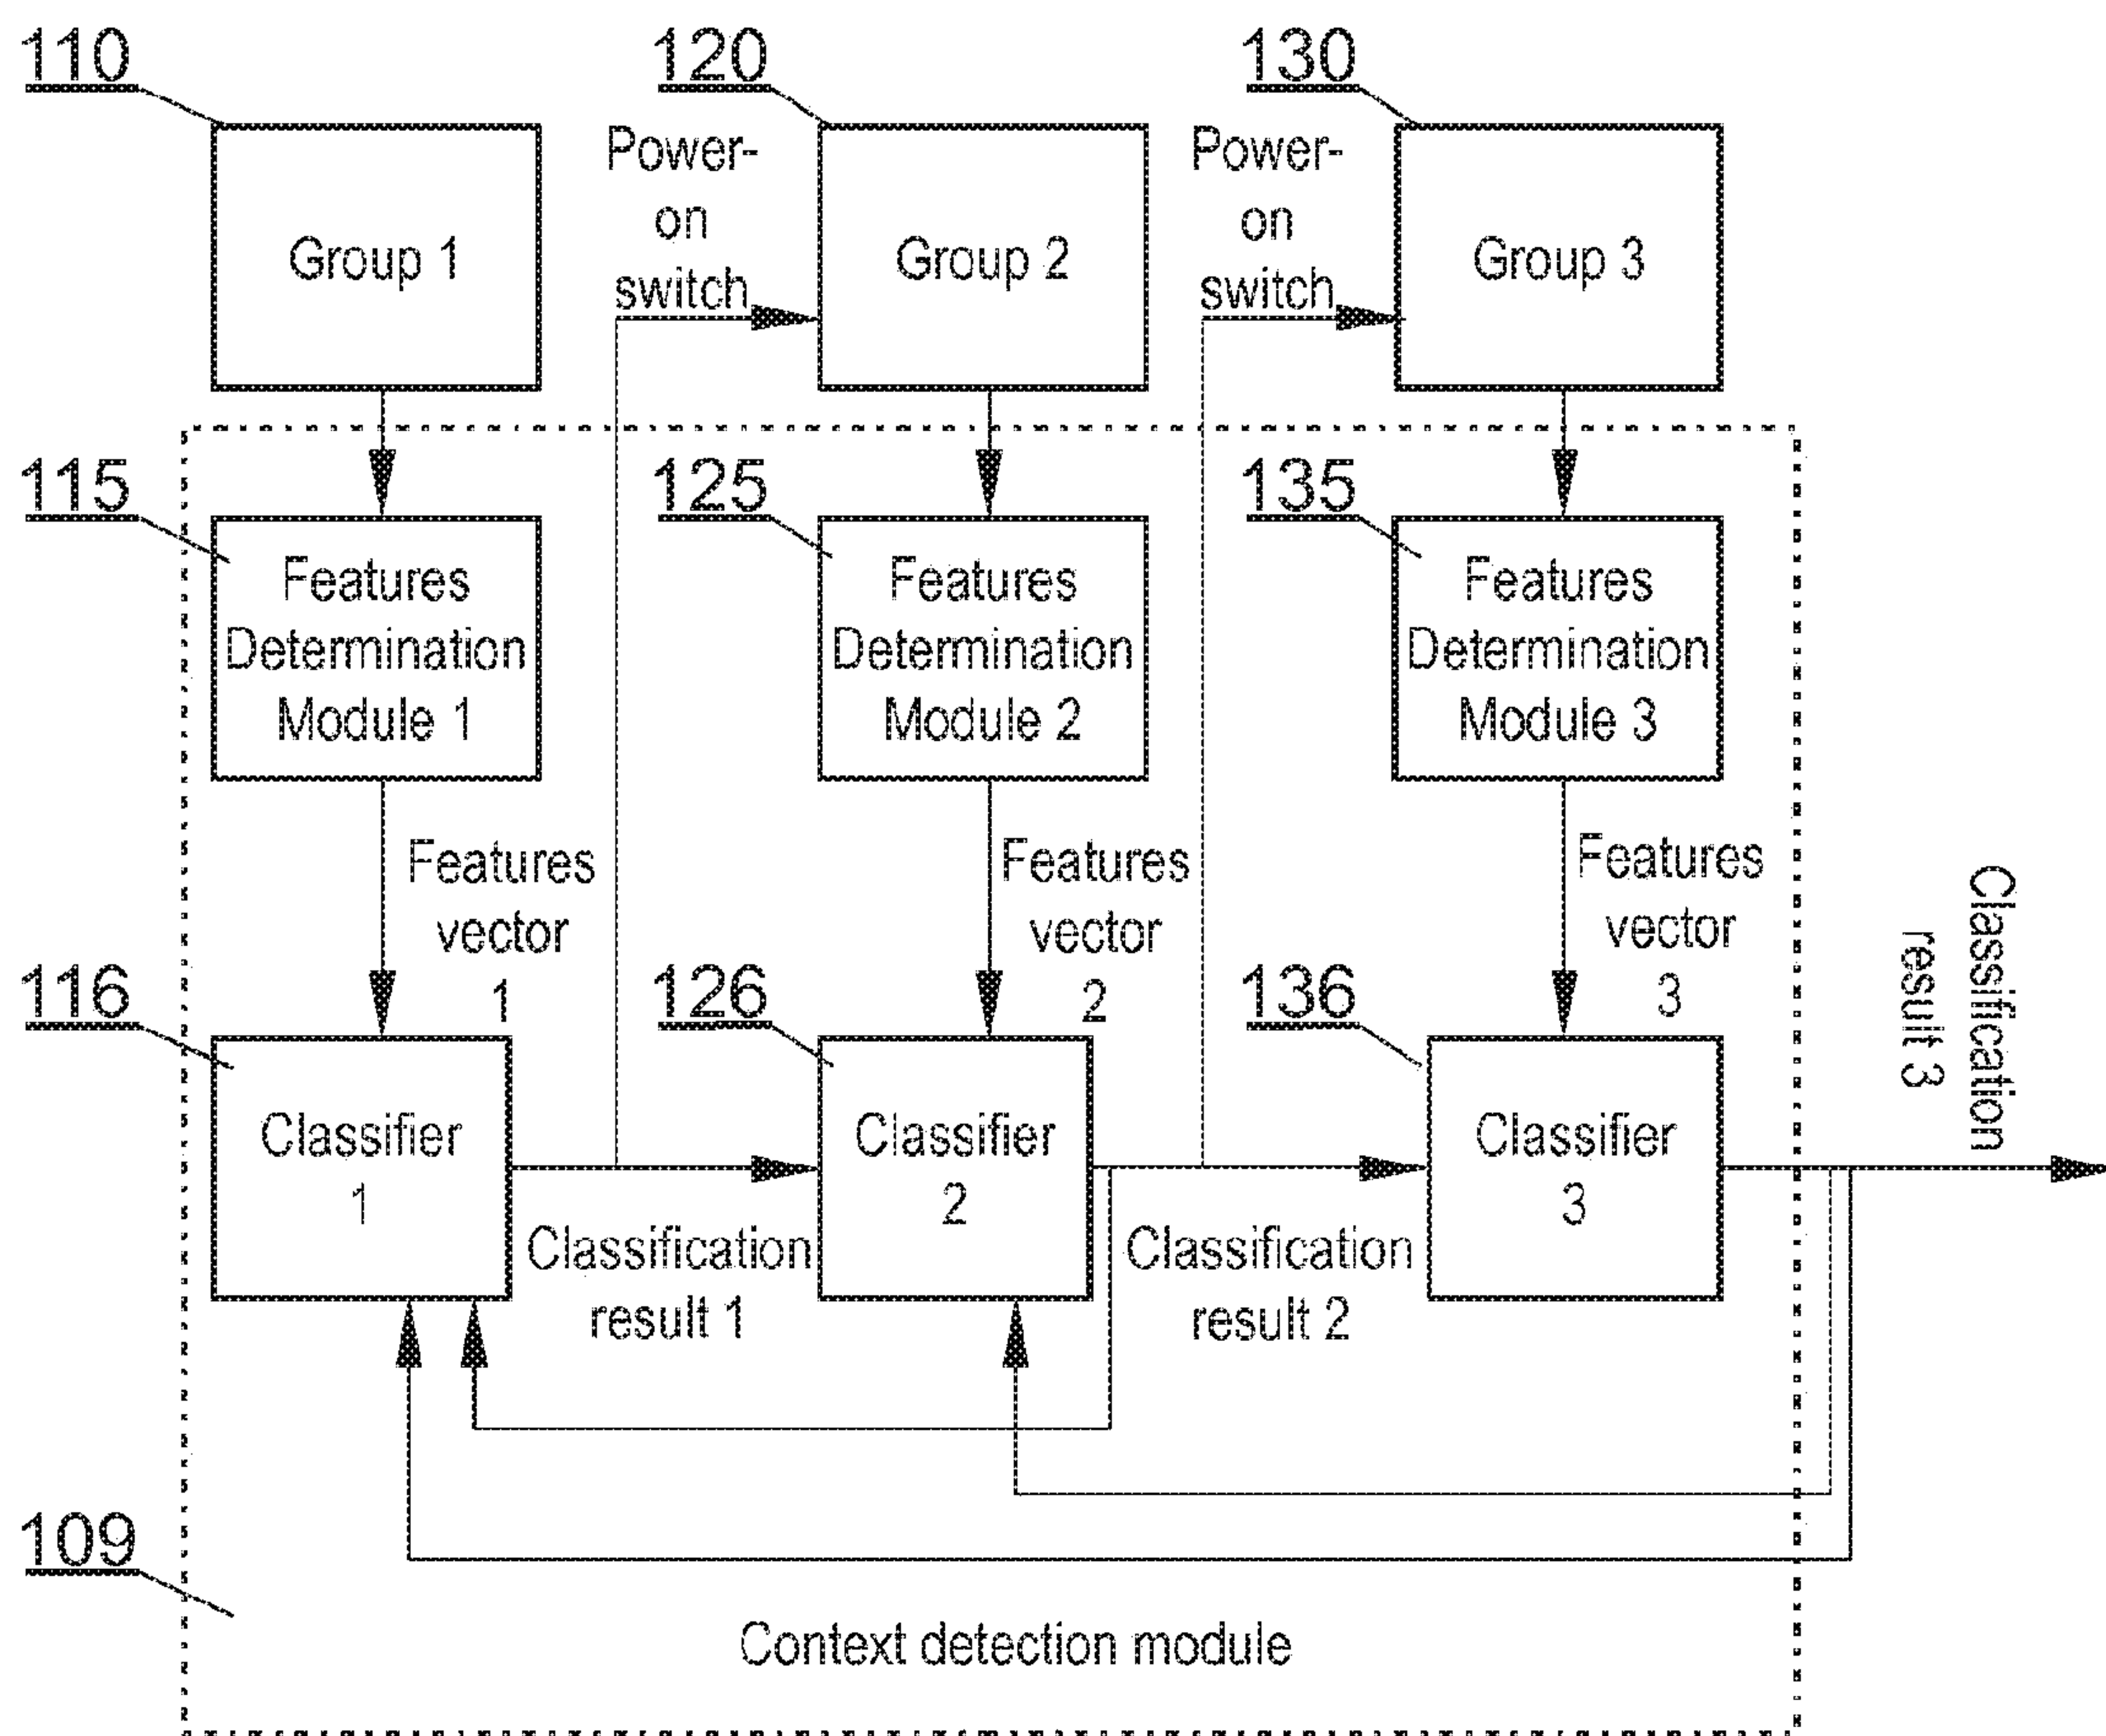 110
120
130
Group 1
Power-
on
switch
Group 2
Power-
on
switch
Group 3
115
125
135
Features
Determination
Module 1
Features
Determination
Module 2
Features
Determination
Module 3
Features
vector
1
Features
vector
2
Features
vector
3
Classification
result 3
116
126
136
Classifier
1
Classifier
2
Classifier
3
Classification
result 1
Classification
result 2
109
Context detection module